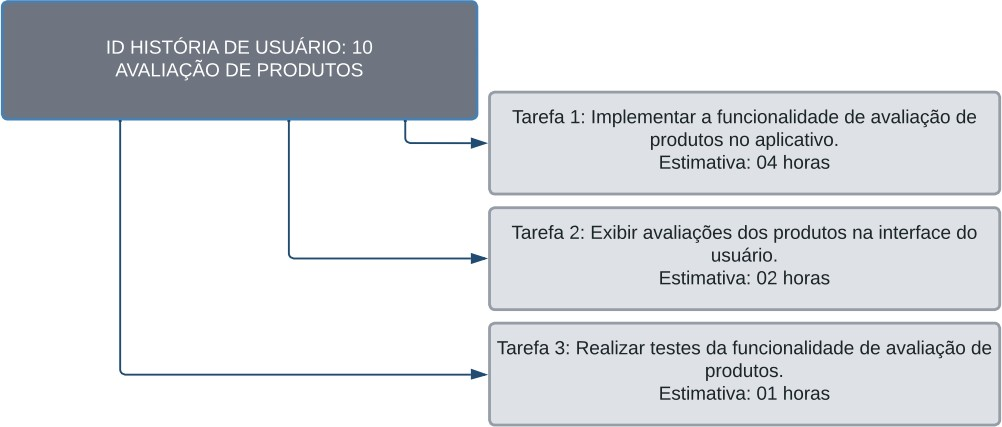 ID HISTÓRIA DE USUÁRIO: 10
AVALIAÇÃO DE PRODUTOS
Tarefa 1: Implementar a funcionalidade de avaliação de
produtos no aplicativo.
Estimativa: 04 horas
Tarefa 2: Exibir avaliações dos produtos na interface do
usuário.
Estimativa: 02 horas
Tarefa 3: Realizar testes da funcionalidade de avaliação de
produtos.
Estimativa: 01 horas